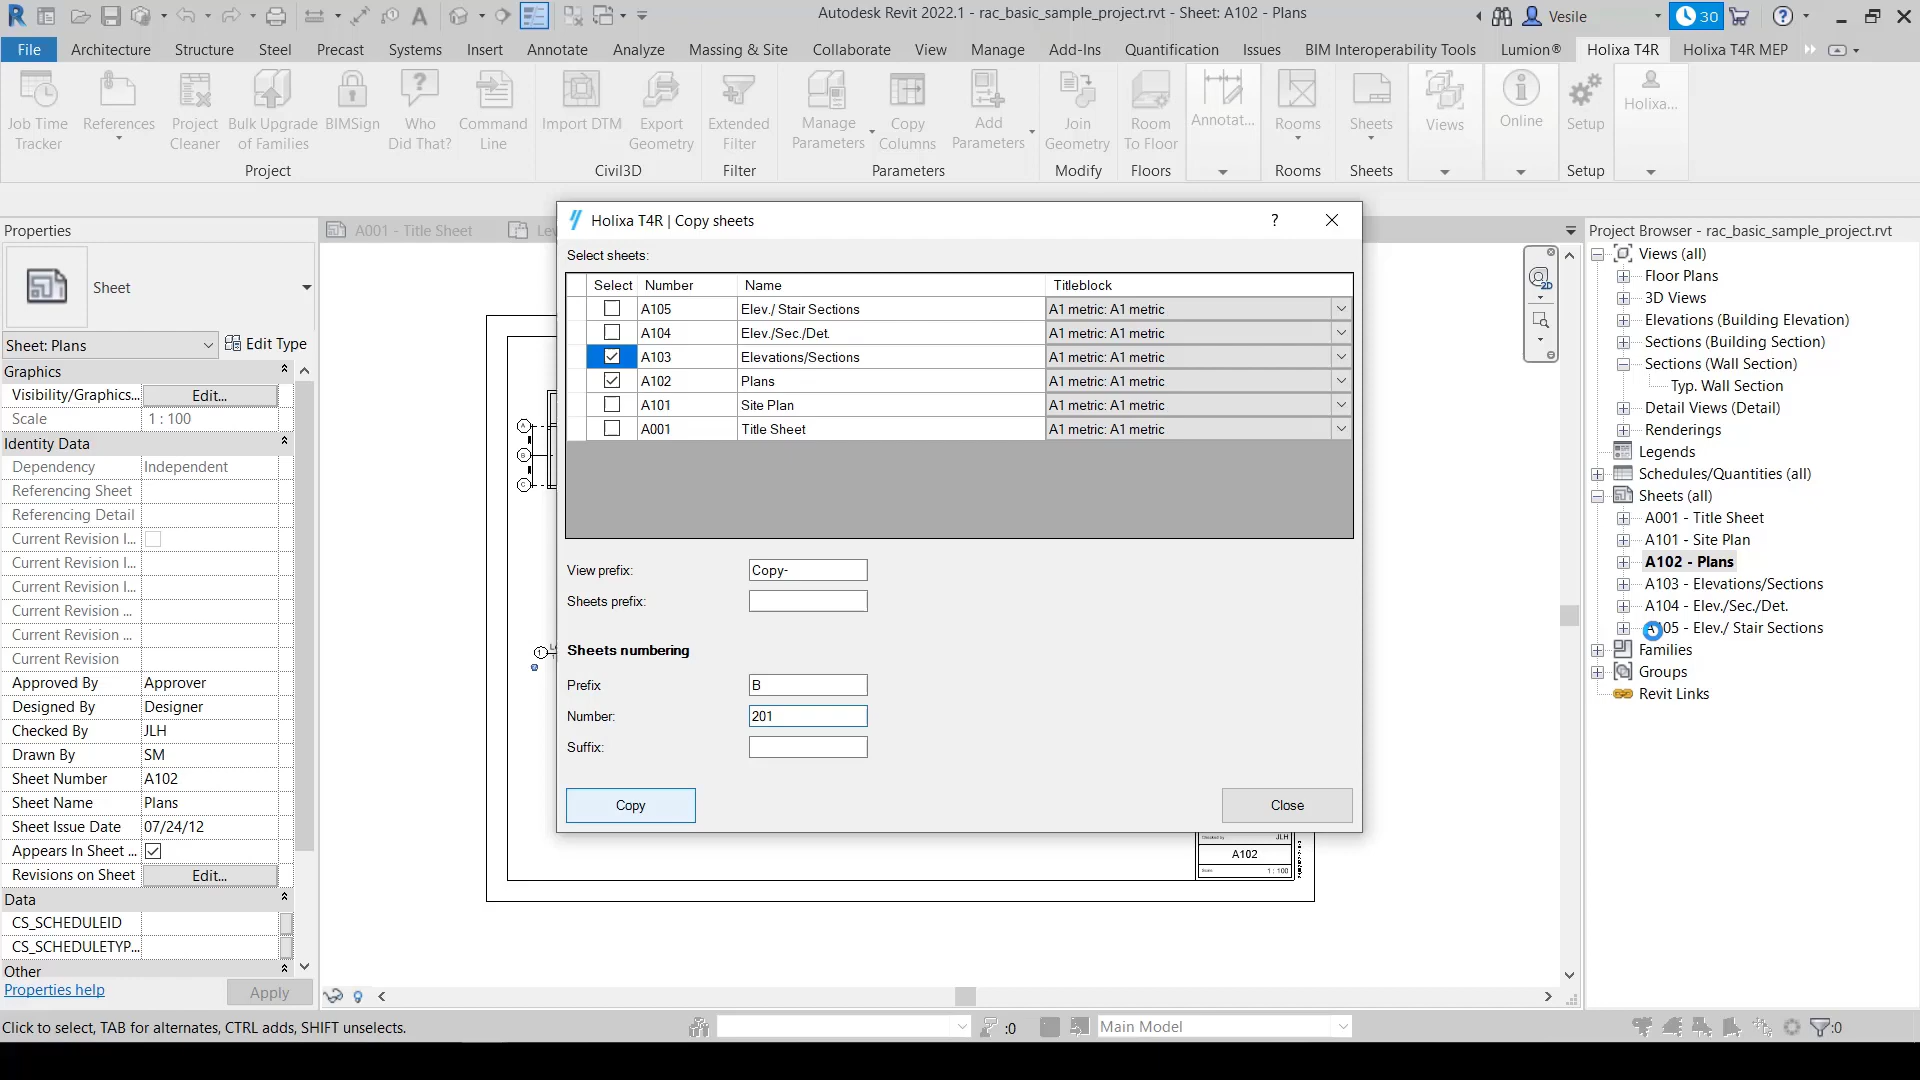 Autodesk Revit 2022.1 - rac_basic_sample_project.rvt - Sheet: A102 - Plans
Vesile
30
File
Architecture
Structure
Steel
Precast
Systems
Insert
Annotate
Analyze
Massing & Site
Collaborate
View
Manage
Add-Ins
Quantification
Issues
BIM Interoperability Tools
Lumion®
Holixa T4R
Holixa T4R MEP
Job Time
Tracker
References
Project
Cleaner
Bulk Upgrade
of Families
BIMSign
Who
Did That?
Command
Line
Import DTM
Export
Geometry
Extended
Filter
Manage
Parameters
Copy
Columns
Add
Parameters
Join
Geometry
Room
To Floor
Annotat...
Rooms
Sheets
Views
Online
Setup
Holixa...
Project
Civil3D
Filter
Parameters
Modify
Floors
Rooms
Sheets
Setup
Properties
Sheet
Sheet: Plans
Edit Type
Graphics
Visibility/Graphics... Edit...
Scale 1 : 100
Identity Data
Dependency Independent
Referencing Sheet
Referencing Detail
Current Revision I...
Current Revision I...
Current Revision I...
Current Revision ...
Current Revision ...
Current Revision
Approved By Approver
Designed By Designer
Checked By JLH
Drawn By SM
Sheet Number A102
Sheet Name Plans
Sheet Issue Date 07/24/12
Appears In Sheet ...
Revisions on Sheet Edit...
Data
CS_SCHEDULEID
CS_SCHEDULETYP...
Other
Properties help
Apply
A001 - Title Sheet
Lev
Holixa T4R | Copy sheets
?
Select sheets:
Select Number Name Titleblock
A105 Elev./ Stair Sections A1 metric: A1 metric
A104 Elev./Sec./Det. A1 metric: A1 metric
A103 Elevations/Sections A1 metric: A1 metric
A102 Plans A1 metric: A1 metric
A101 Site Plan A1 metric: A1 metric
A001 Title Sheet A1 metric: A1 metric
View prefix: Copy-
Sheets prefix:
Sheets numbering
Prefix B
Number: 201
Suffix:
Copy
Close
JLH
A102
1 : 100
2D
Project Browser - rac_basic_sample_project.rvt
Views (all)
Floor Plans
3D Views
Elevations (Building Elevation)
Sections (Building Section)
Sections (Wall Section)
Typ. Wall Section
Detail Views (Detail)
Renderings
Legends
Schedules/Quantities (all)
Sheets (all)
A001 - Title Sheet
A101 - Site Plan
A102 - Plans
A103 - Elevations/Sections
A104 - Elev./Sec./Det.
A105 - Elev./ Stair Sections
Families
Groups
Revit Links
Click to select, TAB for alternates, CTRL adds, SHIFT unselects.
:0
Main Model
:0